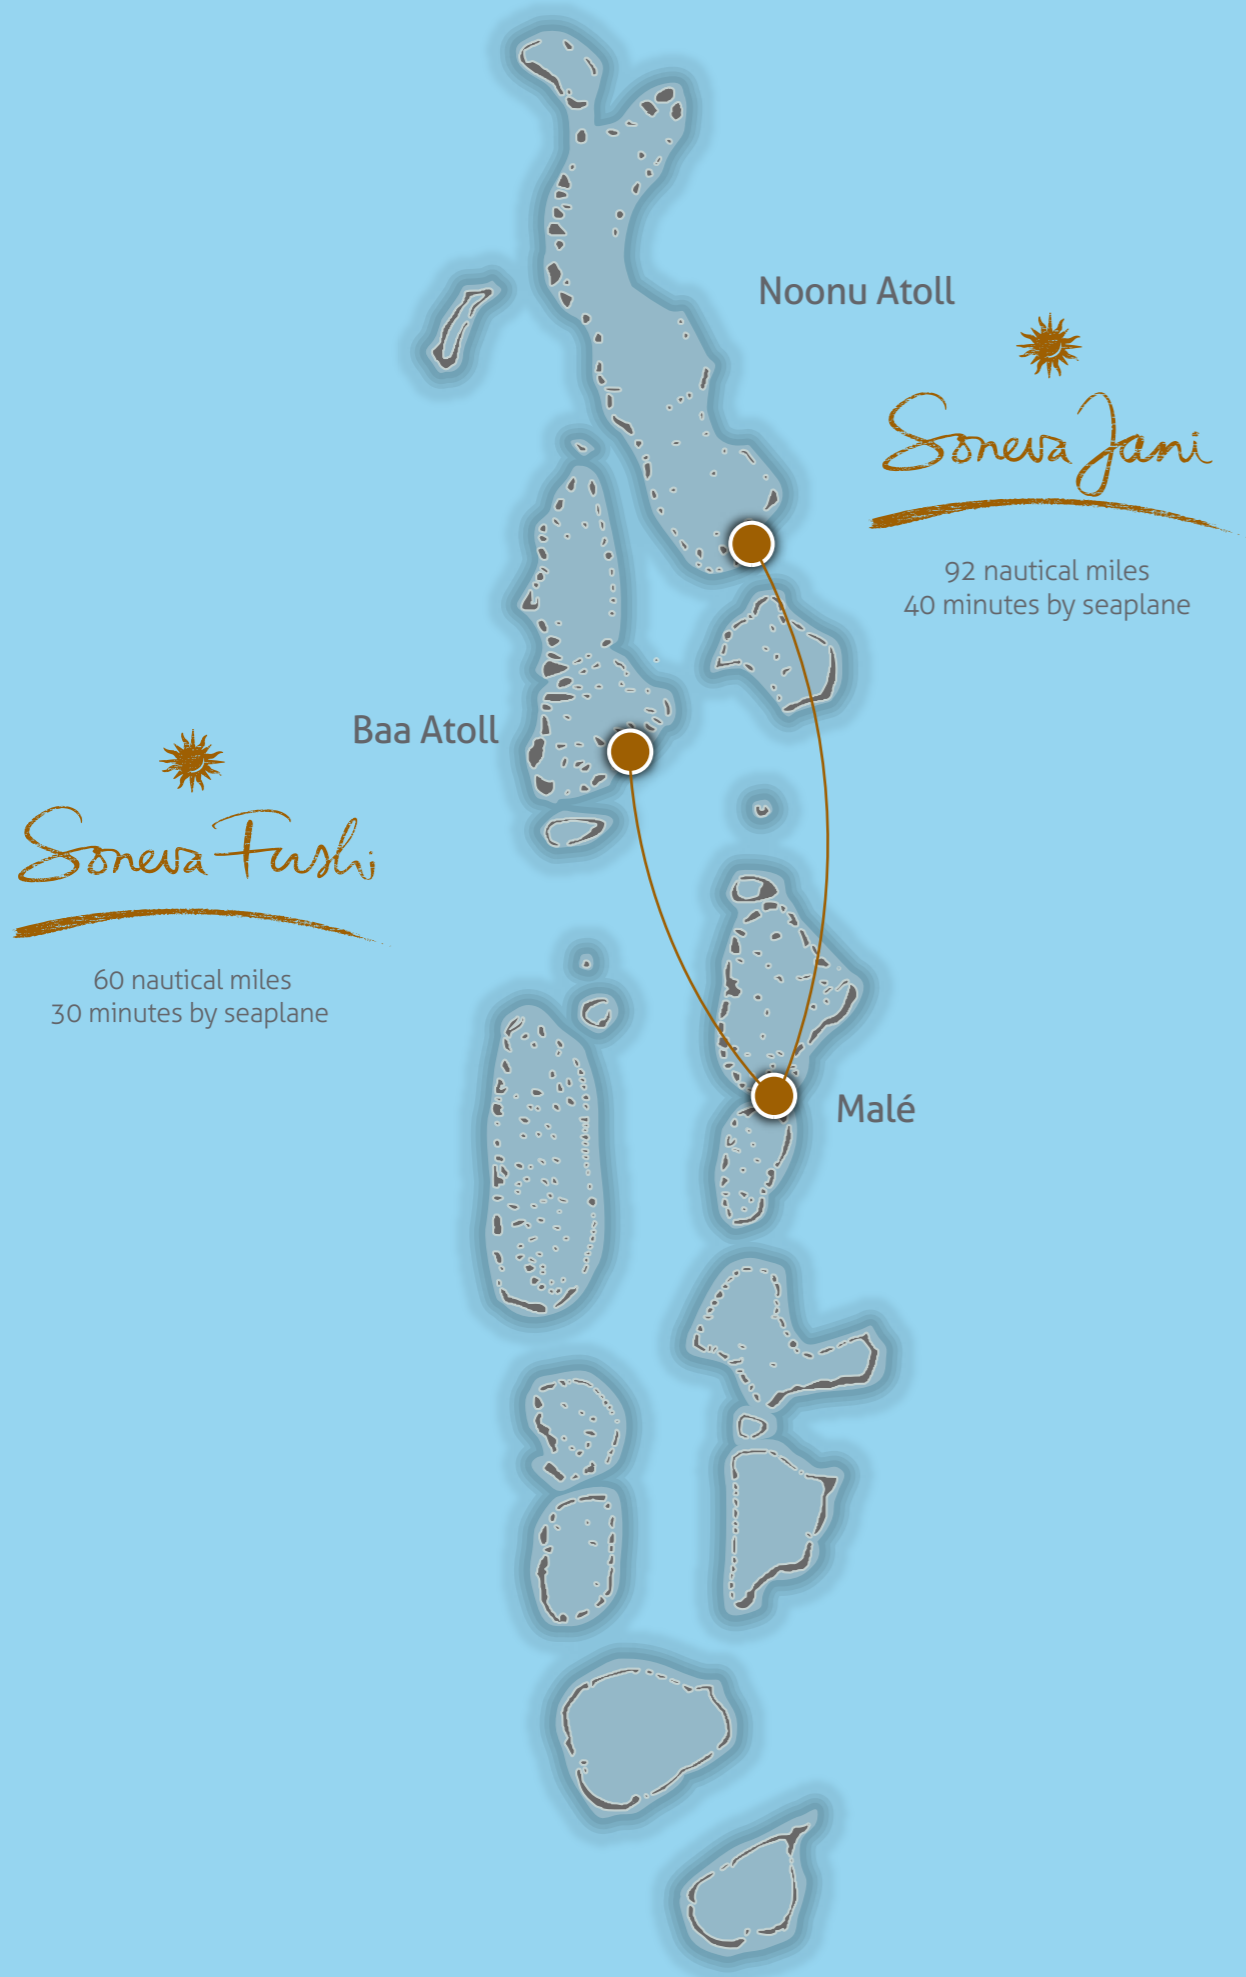 Noonu Atoll
Soneva Jani
92 nautical miles
40 minutes by seaplane
Baa Atoll
Soneva Fushi
60 nautical miles
30 minutes by seaplane
Malé